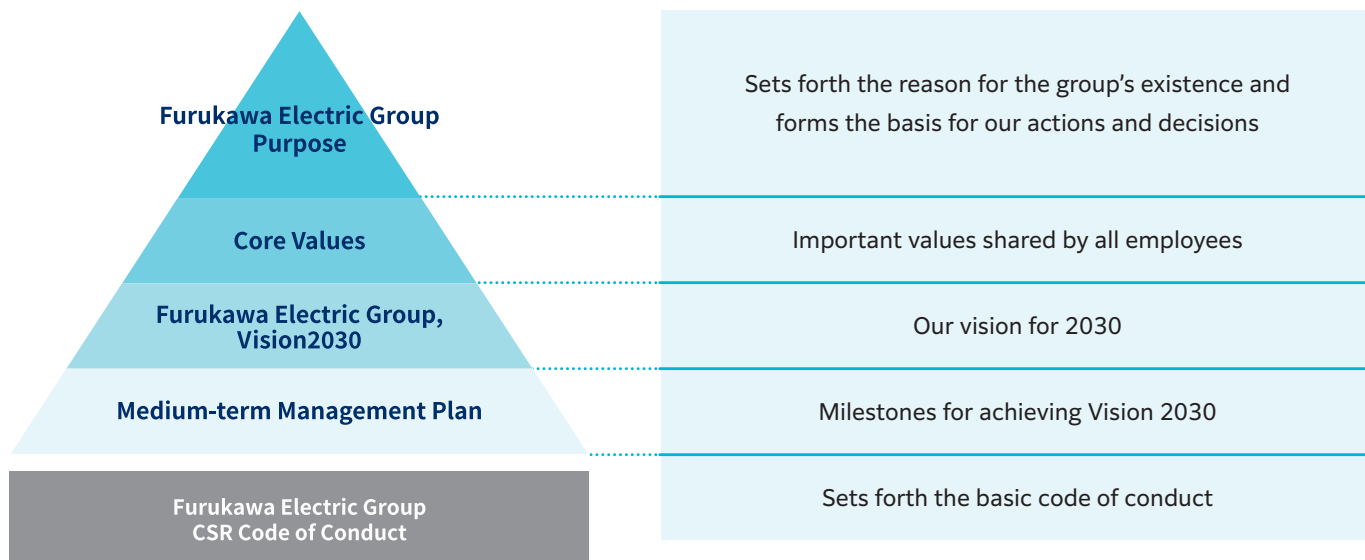 Furukawa Electric Group
Purpose
Sets forth the reason for the group’s existence and
forms the basis for our actions and decisions
Core Values
Important values shared by all employees
Furukawa Electric Group,
Vision2030
Our vision for 2030
Medium-term Management Plan
Milestones for achieving Vision 2030
Furukawa Electric Group
CSR Code of Conduct
Sets forth the basic code of conduct